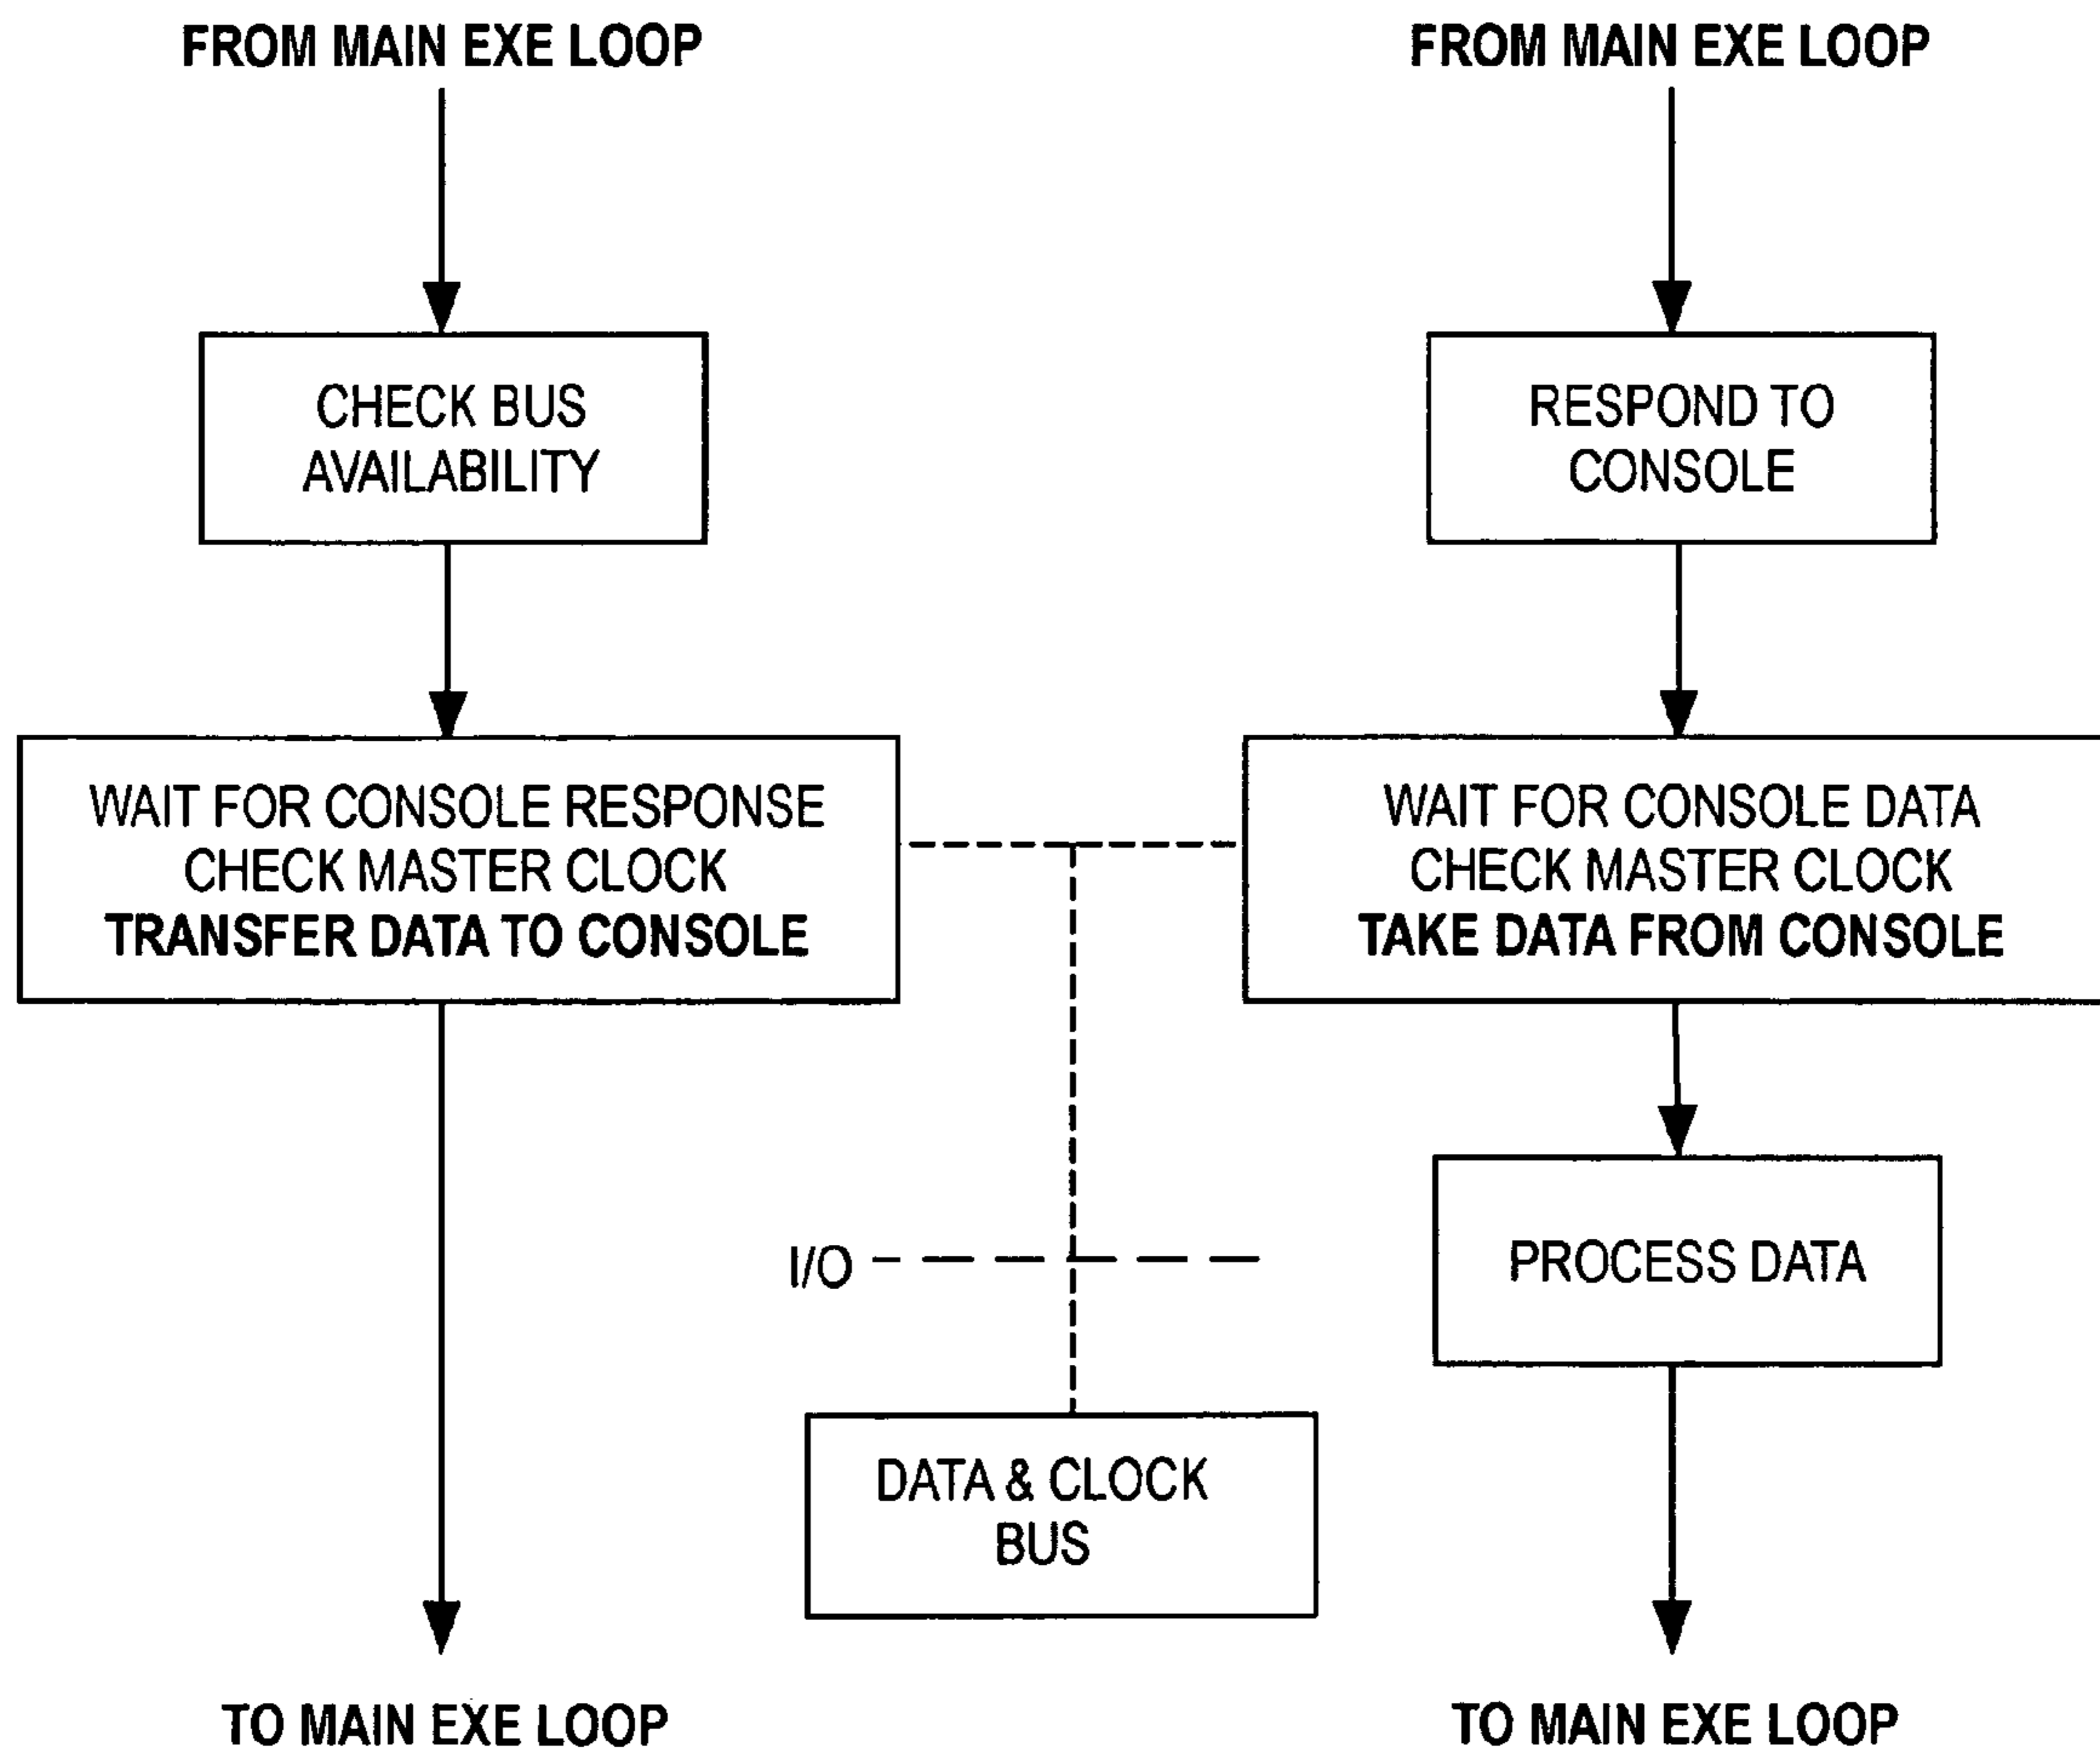 FROM MAIN EXE LOOP
CHECK BUS
AVAILABILITY
WAIT FOR CONSOLE RESPONSE
CHECK MASTER CLOCK
TRANSFER DATA TO CONSOLE
TO MAIN EXE LOOP
FROM MAIN EXE LOOP
RESPOND TO
CONSOLE
WAIT FOR CONSOLE DATA
CHECK MASTER CLOCK
TAKE DATA FROM CONSOLE
PROCESS DATA
TO MAIN EXE LOOP
I/O
DATA & CLOCK
BUS